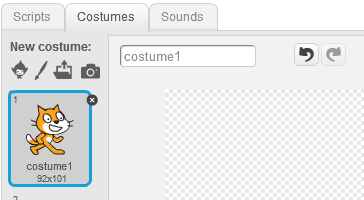 Scripts
Costumes
Sounds
New costume:
costume1
1
costume1
92x101
2